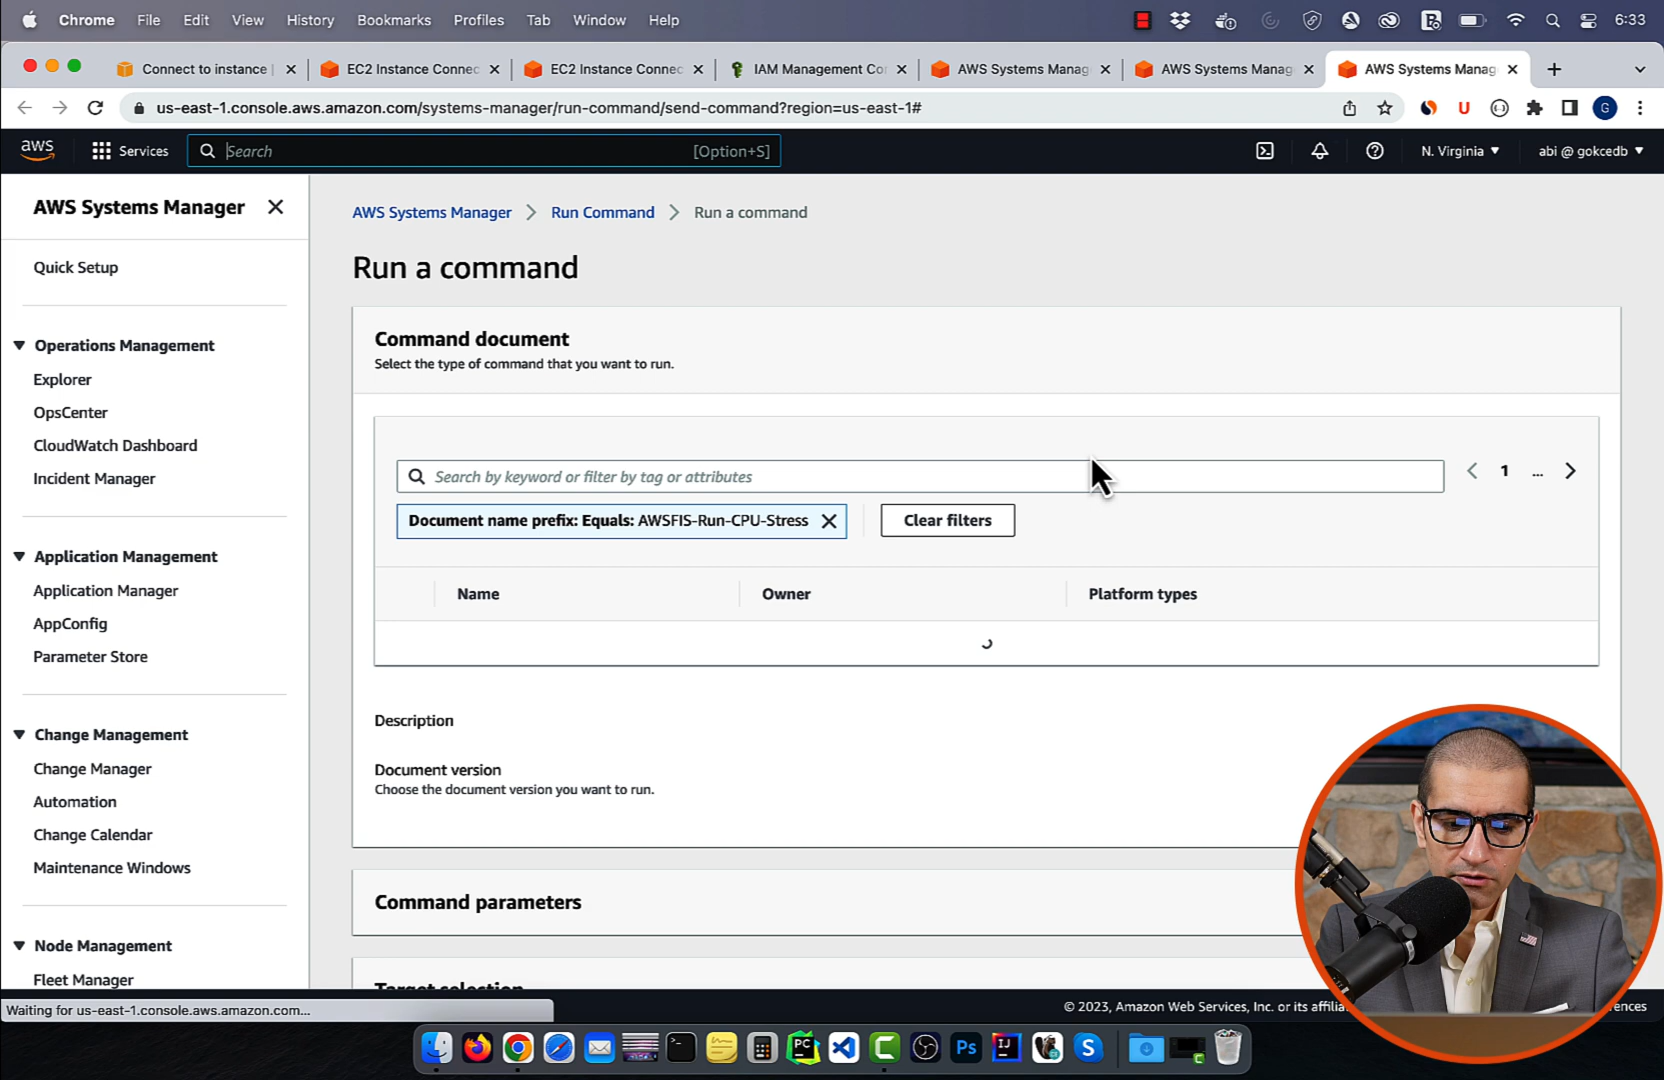 Chrome File Edit View History Bookmarks Profiles Tab Window Help 6:33
Connect to instance | EC2 Instance Connec EC2 Instance Connec IAM Management Co AWS Systems Manag AWS Systems Manag AWS Systems Manag
us-east-1.console.aws.amazon.com/systems-manager/run-command/send-command?region=us-east-1#
aws Services Search [Option+S] N. Virginia abi @ gokcedb
AWS Systems Manager
Quick Setup
Operations Management
Explorer
OpsCenter
CloudWatch Dashboard
Incident Manager
Application Management
Application Manager
AppConfig
Parameter Store
Change Management
Change Manager
Automation
Change Calendar
Maintenance Windows
Node Management
Fleet Manager
AWS Systems Manager Run Command Run a command
Run a command
Command document
Select the type of command that you want to run.
Search by keyword or filter by tag or attributes
1 ...
Document name prefix: Equals: AWSFIS-Run-CPU-Stress
Clear filters
Name Owner Platform types
Description
Document version
Choose the document version you want to run.
Command parameters
Target selection
Waiting for us-east-1.console.aws.amazon.com...
© 2023, Amazon Web Services, Inc. or its affilia
rences
PC
Ps
IJ